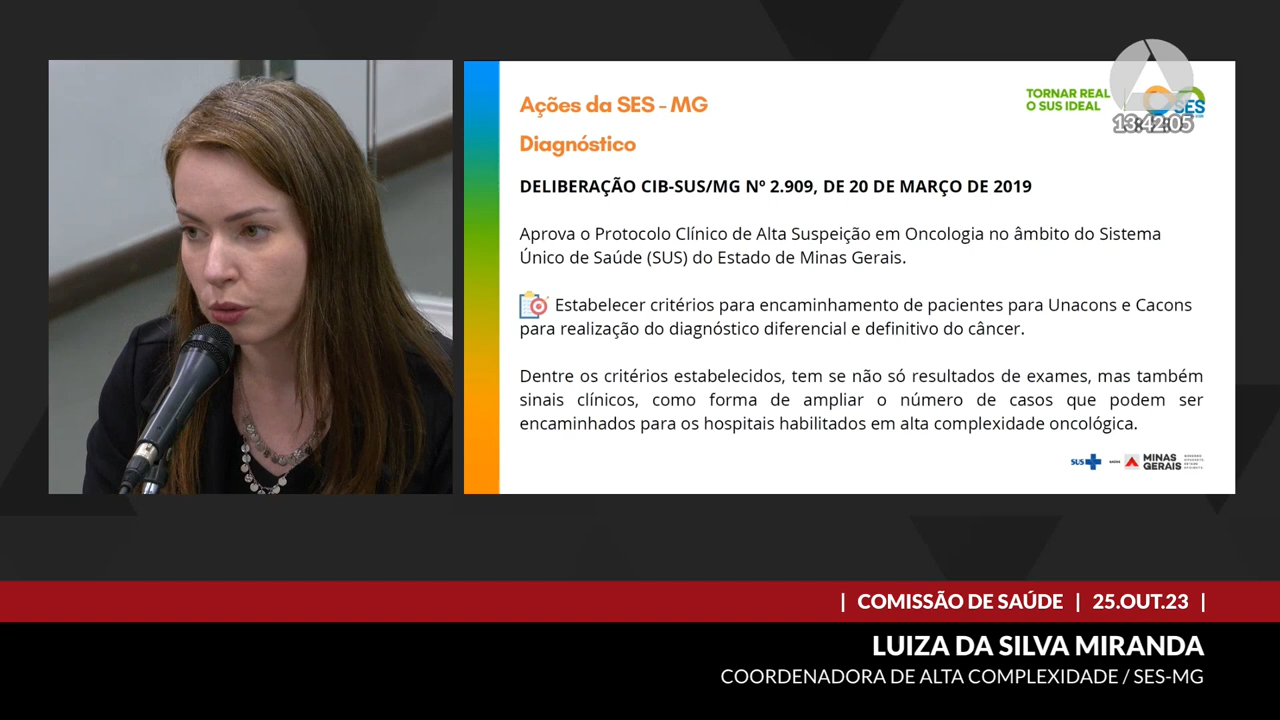 Ações da SES - MG
Diagnóstico
TORNAR REAL
O SUS IDEAL
SES
13:42:05
DELIBERAÇÃO CIB-SUS/MG Nº 2.909, DE 20 DE MARÇO DE 2019
Aprova o Protocolo Clínico de Alta Suspeição em Oncologia no âmbito do Sistema
Único de Saúde (SUS) do Estado de Minas Gerais.
Estabelecer critérios para encaminhamento de pacientes para Unacons e Cacons
para realização do diagnóstico diferencial e definitivo do câncer.
Dentre os critérios estabelecidos, tem se não só resultados de exames, mas também
sinais clínicos, como forma de ampliar o número de casos que podem ser
encaminhados para os hospitais habilitados em alta complexidade oncológica.
SUS
SAÚDE
MINAS
GERAIS
| COMISSÃO DE SAÚDE | 25.OUT.23 |
LUIZA DA SILVA MIRANDA
COORDENADORA DE ALTA COMPLEXIDADE / SES-MG